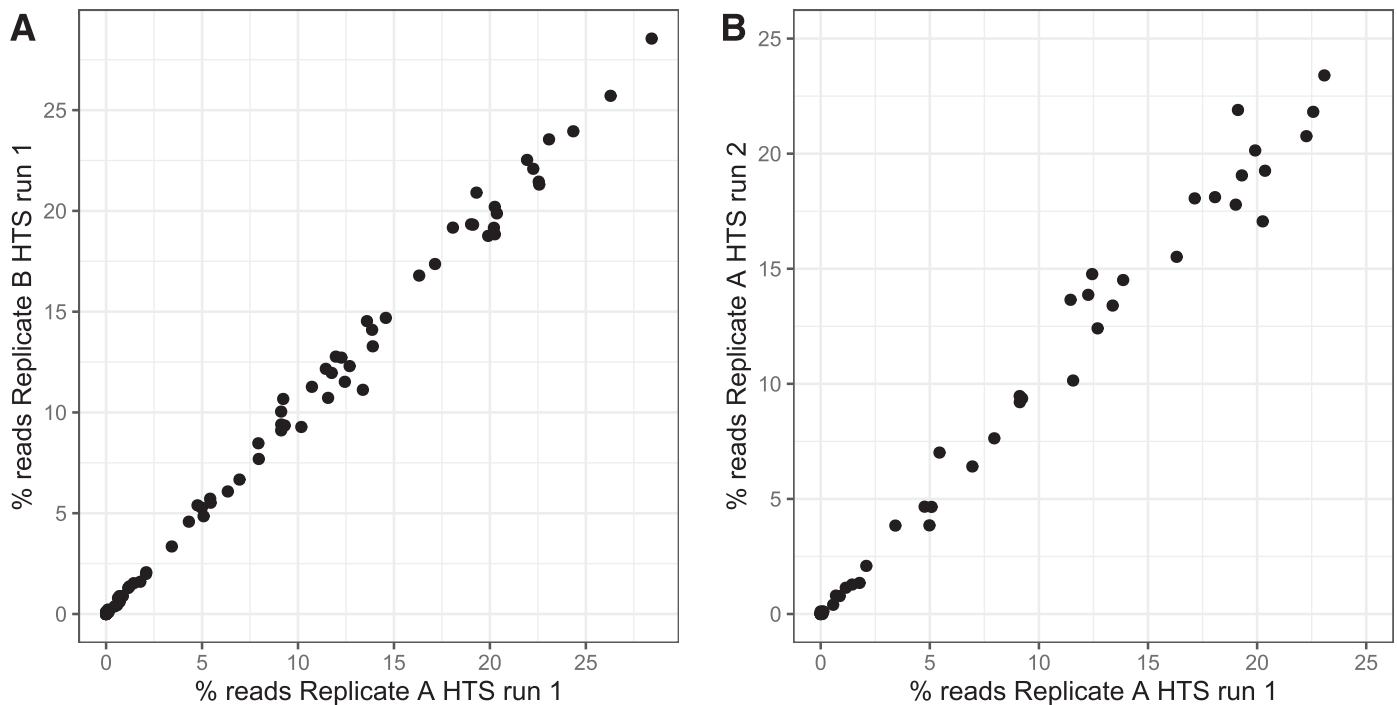 A
% reads Replicate B HTS run 1
25
20
15
10
5
0
0 5 10 15 20 25
% reads Replicate A HTS run 1
B
% reads Replicate A HTS run 2
25
20
15
10
5
0
0 5 10 15 20 25
% reads Replicate A HTS run 1